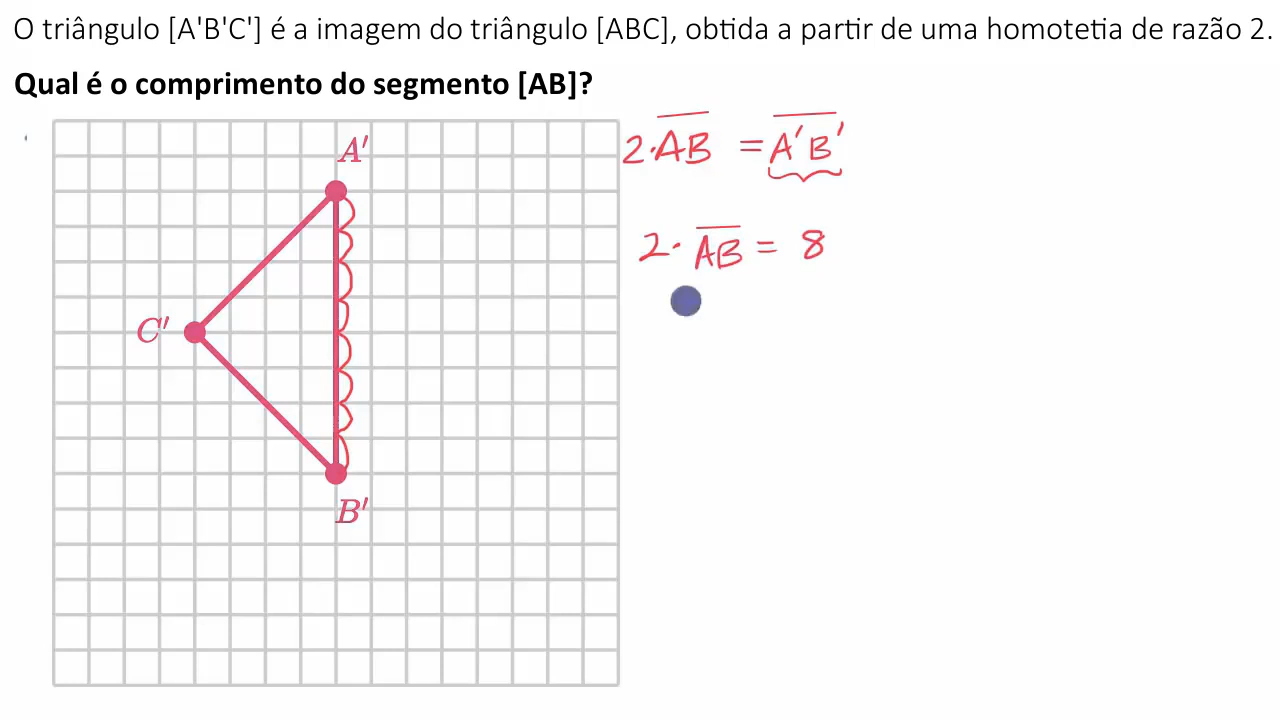 O triângulo [A'B'C'] é a imagem do triângulo [ABC], obtida a partir de uma homotetia de razão 2.
Qual é o comprimento do segmento [AB]?
A'
2·AB = A'B'
2· AB = 8
C'
B'